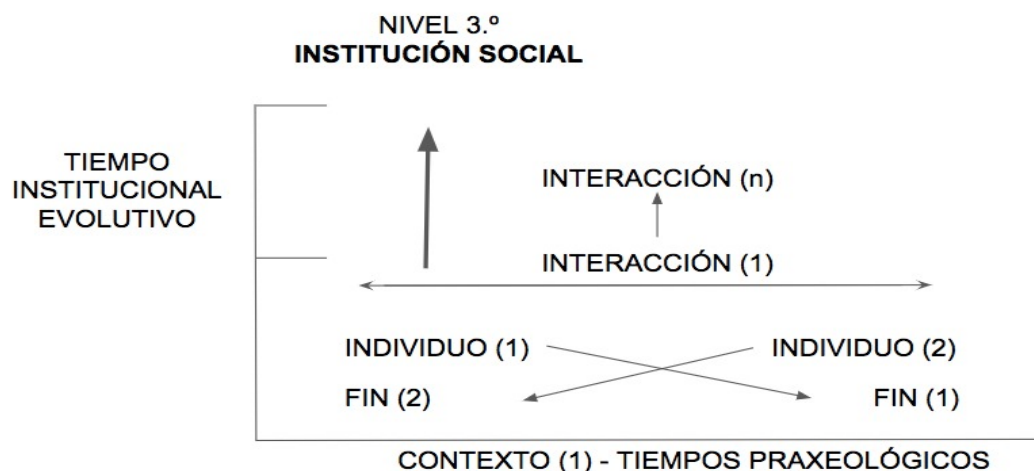 NIVEL 3.º
INSTITUCIÓN SOCIAL
TIEMPO
INSTITUCIONAL
EVOLUTIVO
INTERACCIÓN (n)
INTERACCIÓN (1)
INDIVIDUO (1)
INDIVIDUO (2)
FIN (2)
FIN (1)
CONTEXTO (1) - TIEMPOS PRAXEOLÓGICOS